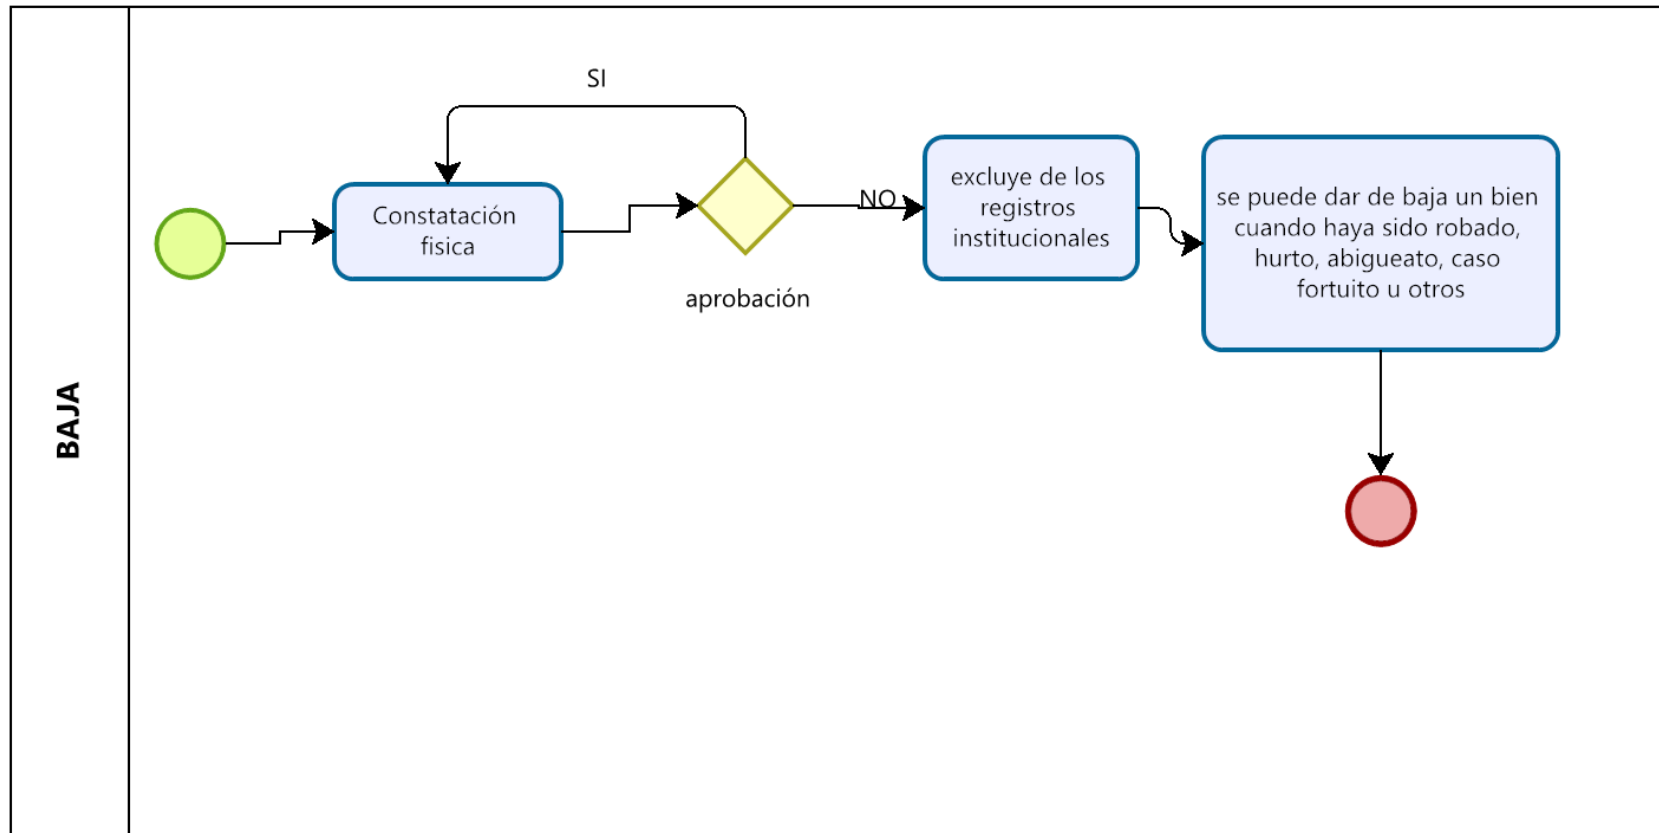 BAJA
SI
Constatación
fisica
aprobación
NO
excluye de los
registros
institucionales
se puede dar de baja un bien
cuando haya sido robado,
hurto, abigueato, caso
fortuito u otros